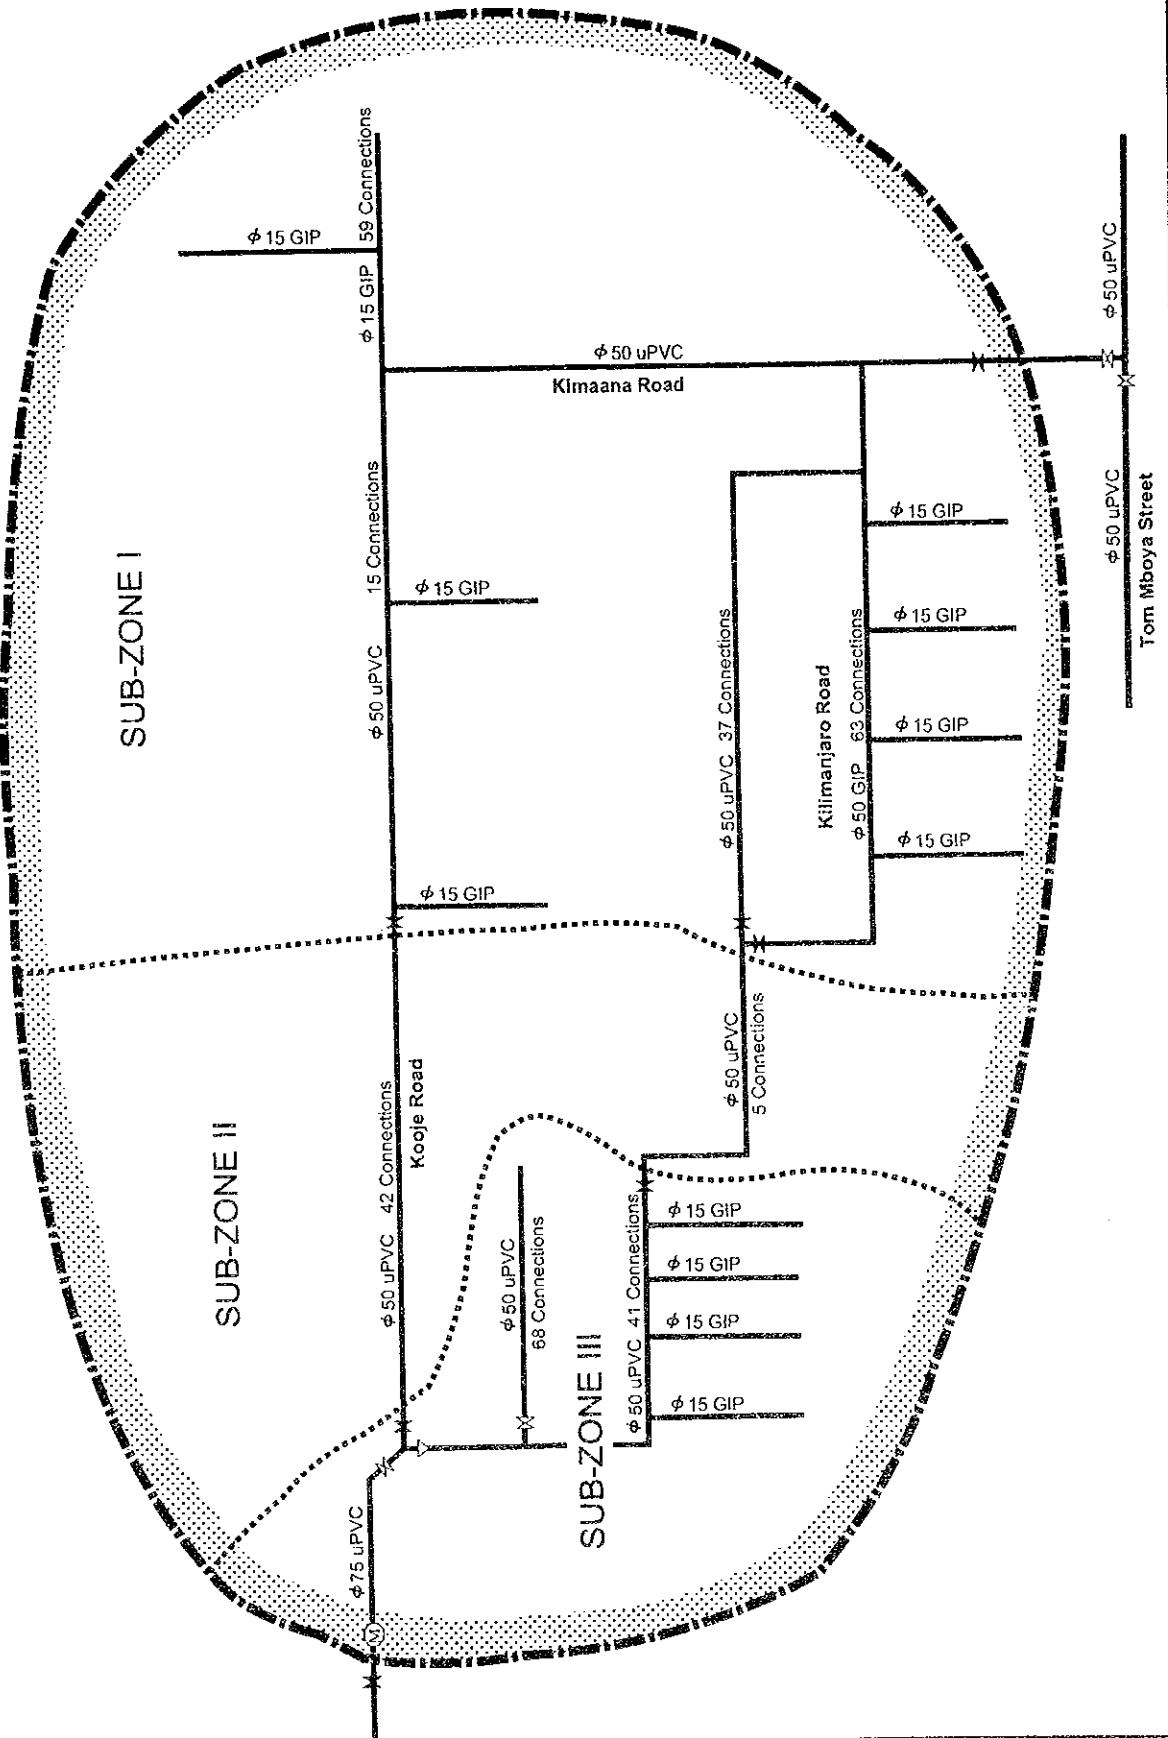 59 Connections
ϕ 15 GIP
ϕ 15 GIP
ϕ 50 uPVC
Kimaana Road
ϕ 50 uPVC
ϕ 50 uPVC
Tom Mboya Street
SUB-ZONE I
15 Connections
ϕ 50 uPVC
ϕ 15 GIP
ϕ 15 GIP
ϕ 15 GIP
ϕ 15 GIP
ϕ 15 GIP
ϕ 15 GIP
37 Connections
ϕ 50 uPVC
Kilimanjaro Road
63 Connections
ϕ 50 GIP
SUB-ZONE II
42 Connections
ϕ 50 uPVC
Kooje Road
ϕ 50 uPVC
5 Connections
ϕ 50 uPVC
68 Connections
SUB-ZONE III
41 Connections
ϕ 50 uPVC
ϕ 15 GIP
ϕ 15 GIP
ϕ 15 GIP
ϕ 15 GIP
ϕ 75 uPVC
M